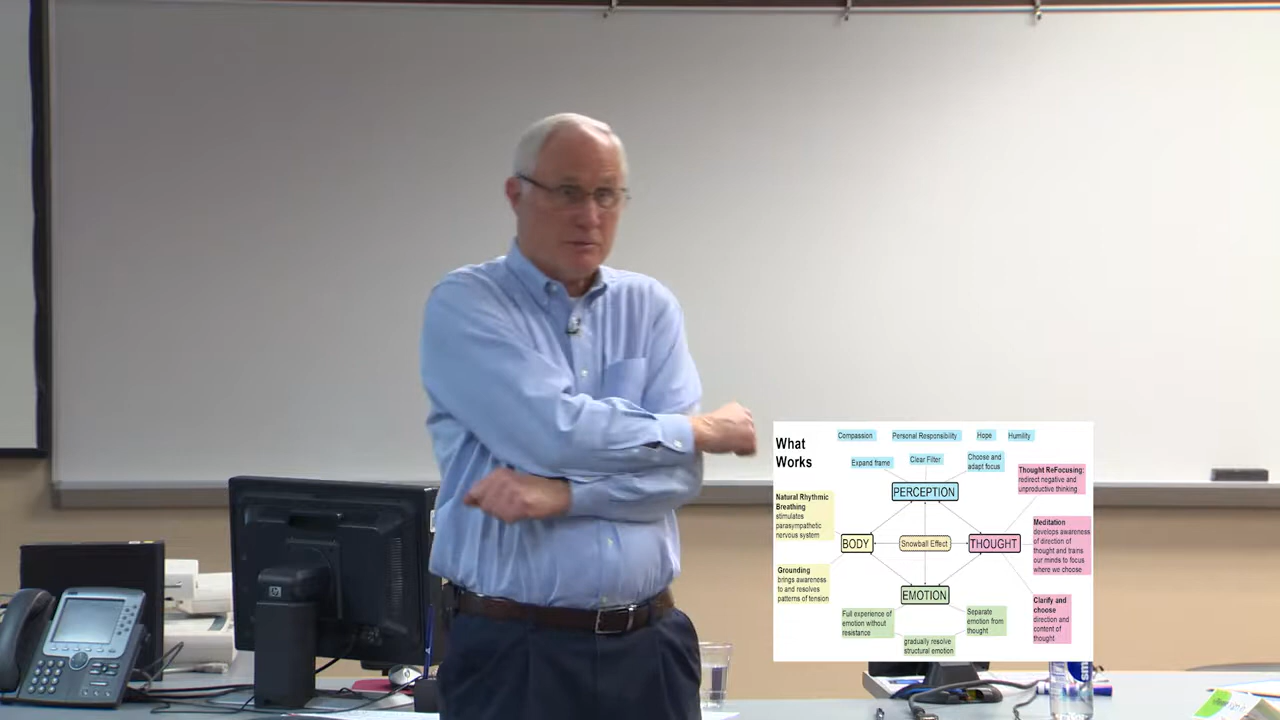 What
Works
Compassion
Personal Responsibility
Hope
Humility
Expand frame
Clear Filter
Choose and
adapt focus
PERCEPTION
Thought ReFocusing:
redirect negative and
unproductive thinking
Natural Rhythmic
Breathing
stimulates
parasympathetic
nervous system
Meditation
develops awareness
of direction of
thought and trains
our minds to focus
where we choose
BODY
Snowball Effect
THOUGHT
Grounding
brings awareness
to and resolves
patterns of tension
EMOTION
Clarify and
choose
direction and
content of
thought
Full experience of
emotion without
resistance
Separate
emotion from
thought
gradually resolve
structural emotion
hp